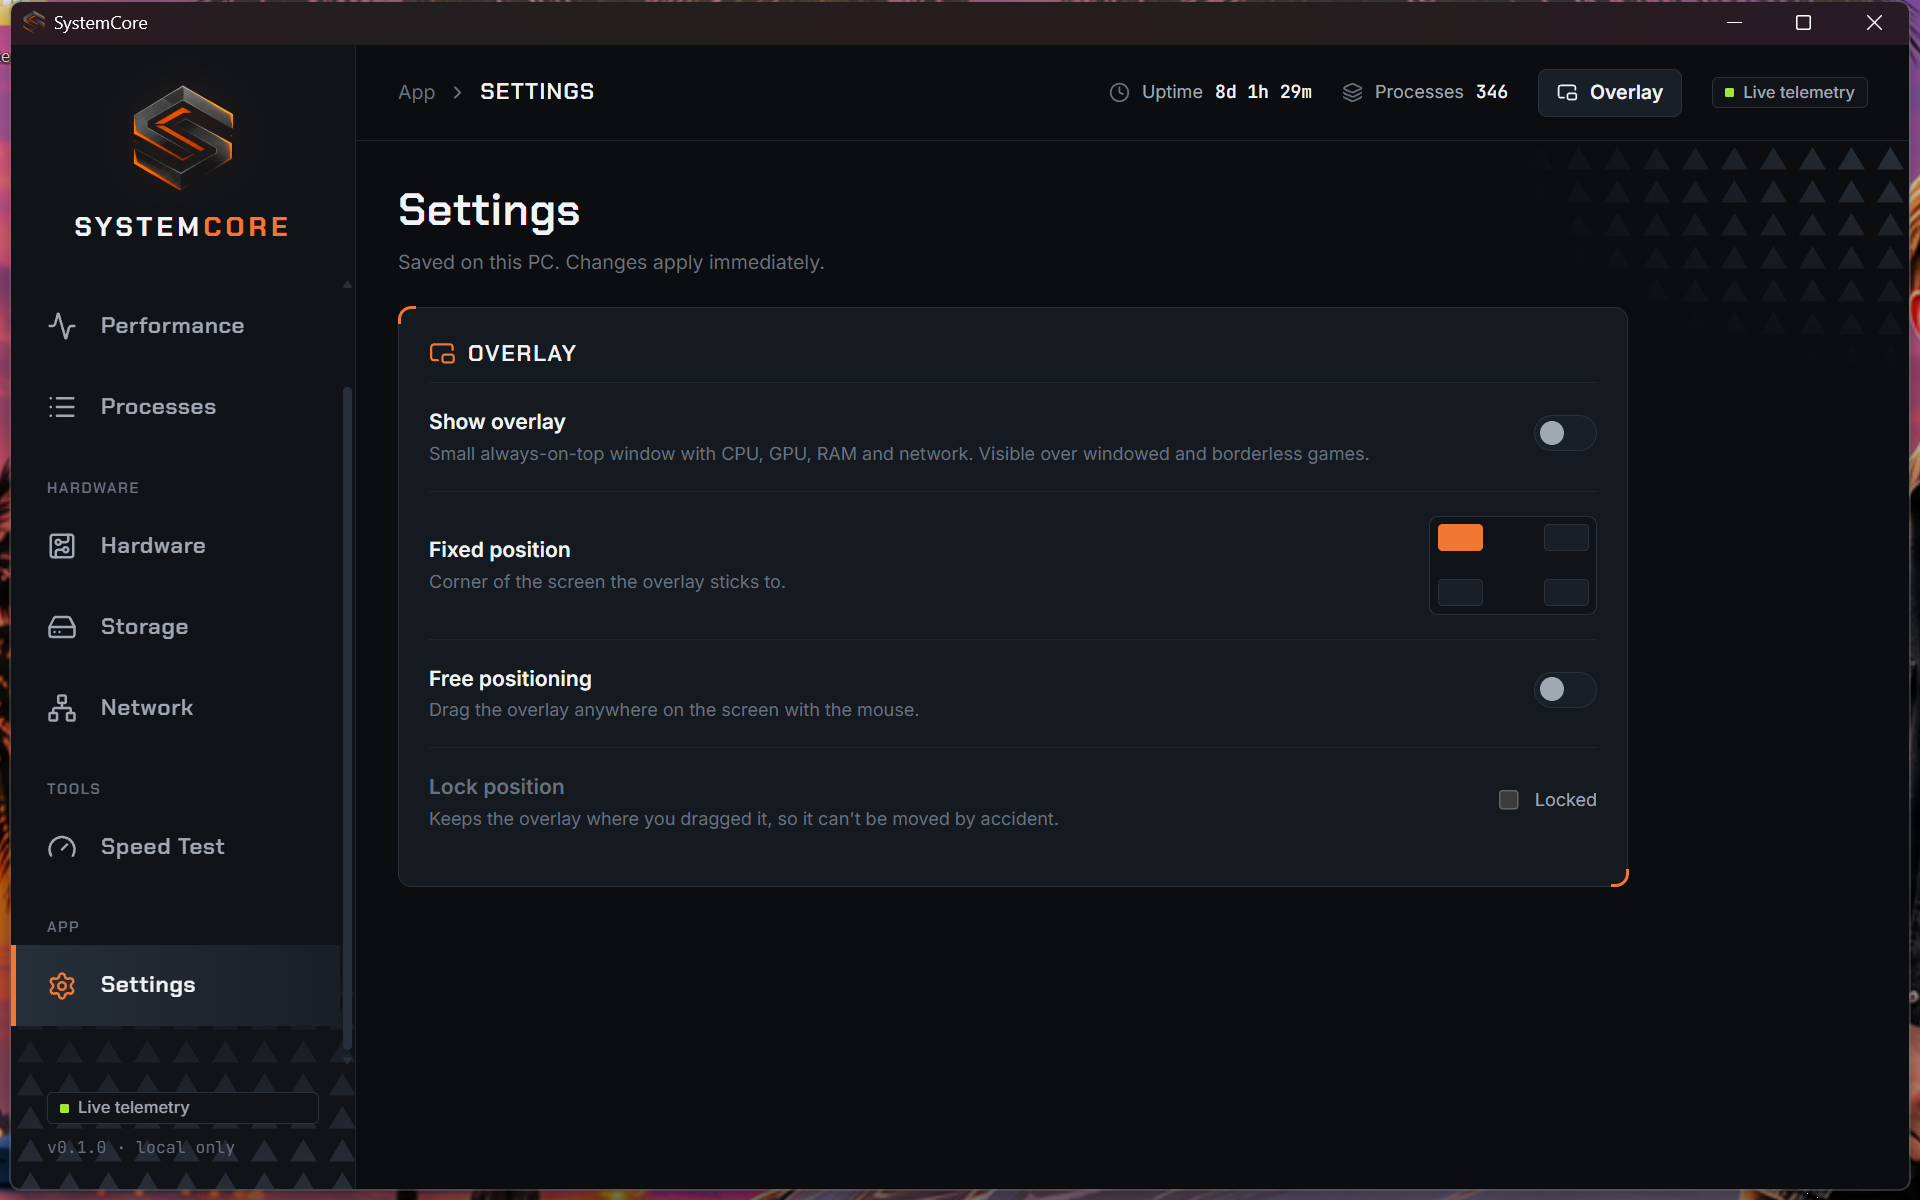 SystemCore
SYSTEMCORE
Performance
Processes
HARDWARE
Hardware
Storage
Network
TOOLS
Speed Test
APP
Settings
Live telemetry
v0.1.0 · local only
App > SETTINGS
Uptime 8d 1h 29m
Processes 346
Overlay
Live telemetry
Settings
Saved on this PC. Changes apply immediately.
OVERLAY
Show overlay
Small always-on-top window with CPU, GPU, RAM and network. Visible over windowed and borderless games.
Fixed position
Corner of the screen the overlay sticks to.
Free positioning
Drag the overlay anywhere on the screen with the mouse.
Lock position
Keeps the overlay where you dragged it, so it can't be moved by accident.
Locked